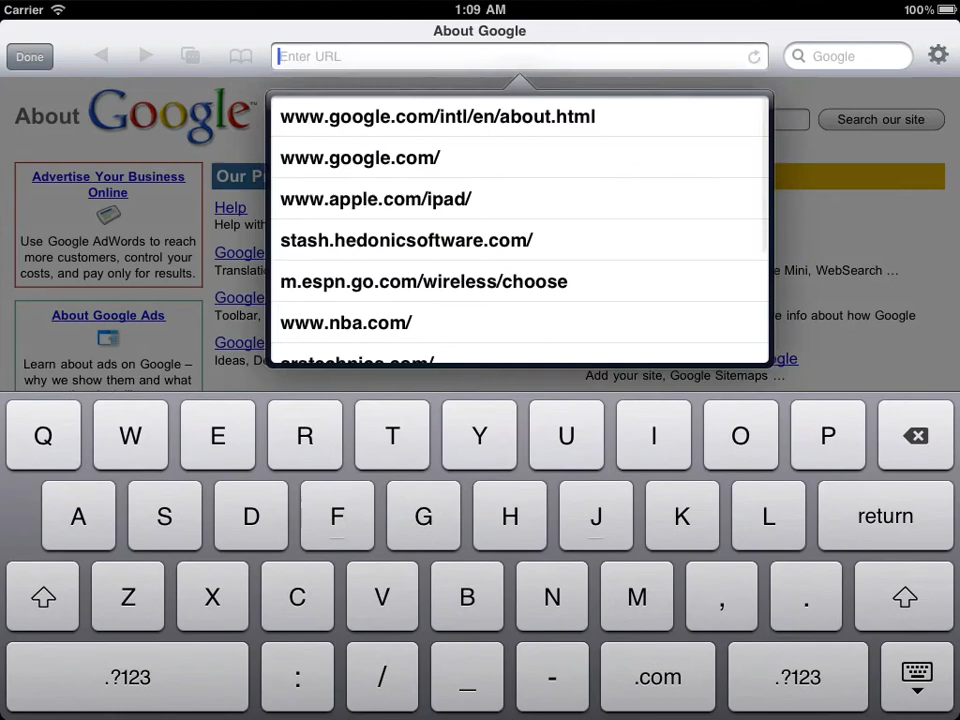 Carrier 1:09 AM 100%
About Google
Done Enter URL Google
About Google™ Search our site
www.google.com/intl/en/about.html
www.google.com/
www.apple.com/ipad/
stash.hedonicsoftware.com/
m.espn.go.com/wireless/choose
www.nba.com/
arstechnica.com/
Advertise Your Business
Online
Use Google AdWords to reach
more customers, control your
costs, and pay only for results.
About Google Ads
Learn about ads on Google –
why we show them and what
Our
Help
Help with
Google
Google
Toolbar,
Google
Ideas,
e Mini, WebSearch ...
e info about how Google
gle
Add your site, Google Sitemaps ...
Q W E R T Y U I O P
A S D F G H J K L return
Z X C V B N M , .
.?123 : / _ - .com .?123